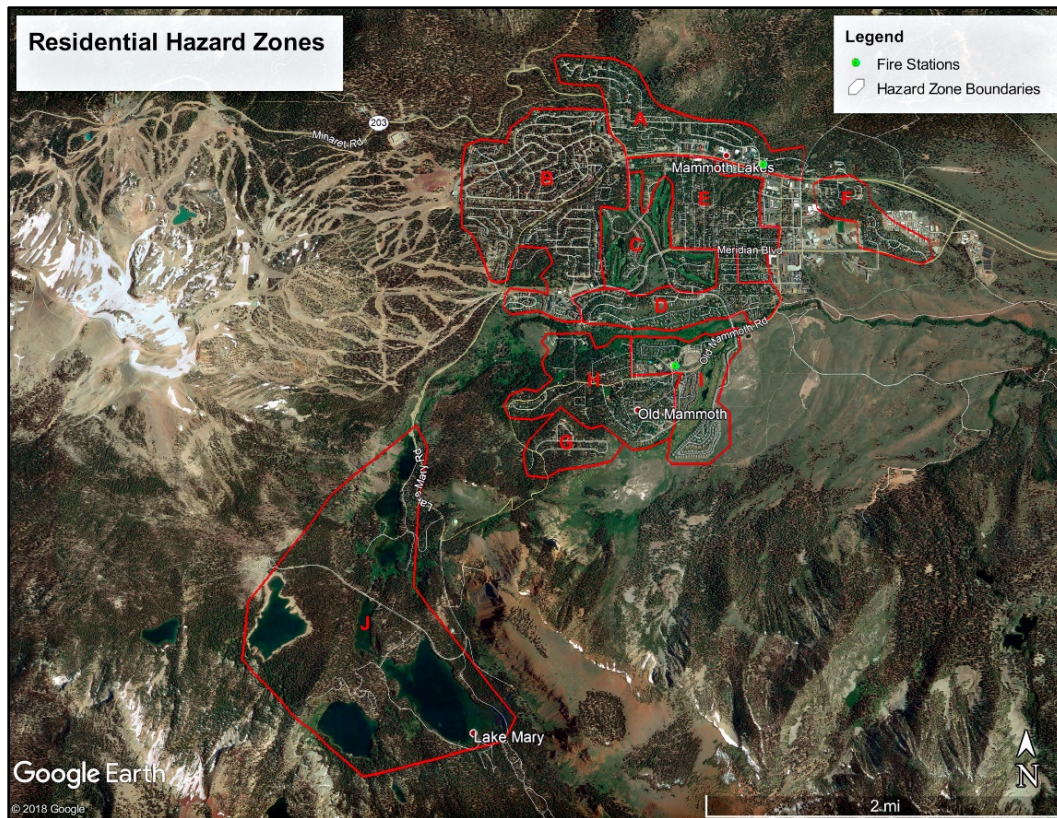 Residential Hazard Zones
Legend
Fire Stations
Hazard Zone Boundaries
203
Minaret Rd
A
Mammoth Lakes
B
E
F
C
Meridian Blvd
D
Old Mammoth Rd
H
I
Old Mammoth
G
Lake Mary Rd
J
Lake Mary
Google Earth
© 2018 Google
N
2 mi